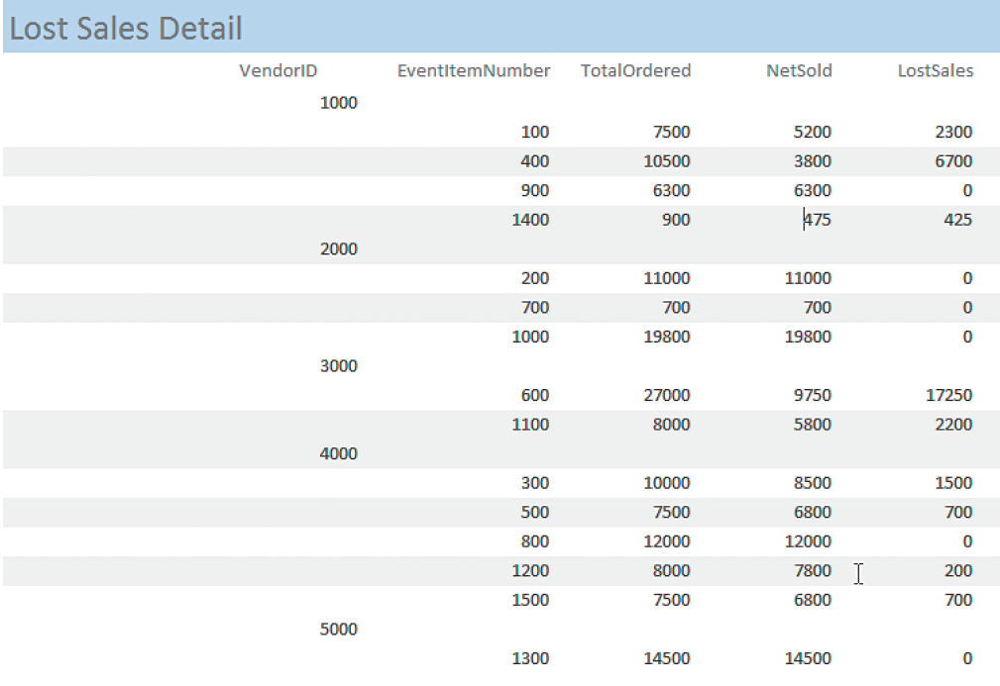 Lost Sales Detail
VendorID EventItemNumber TotalOrdered NetSold LostSales
1000
100 7500 5200 2300
400 10500 3800 6700
900 6300 6300 0
1400 900 475 425
2000
200 11000 11000 0
700 700 700 0
1000 19800 19800 0
3000
600 27000 9750 17250
1100 8000 5800 2200
4000
300 10000 8500 1500
500 7500 6800 700
800 12000 12000 0
1200 8000 7800 200
1500 7500 6800 700
5000
1300 14500 14500 0